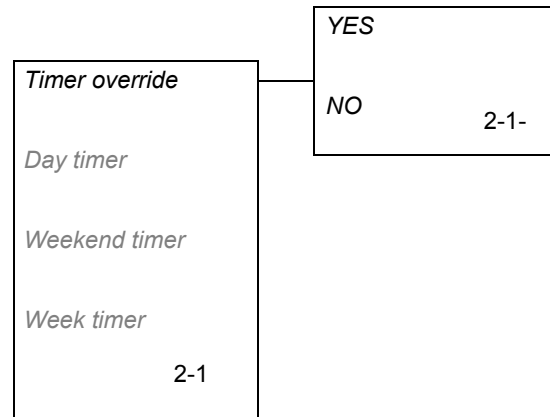 YES
NO
2-1-
Timer override
Day timer
Weekend timer
Week timer
2-1